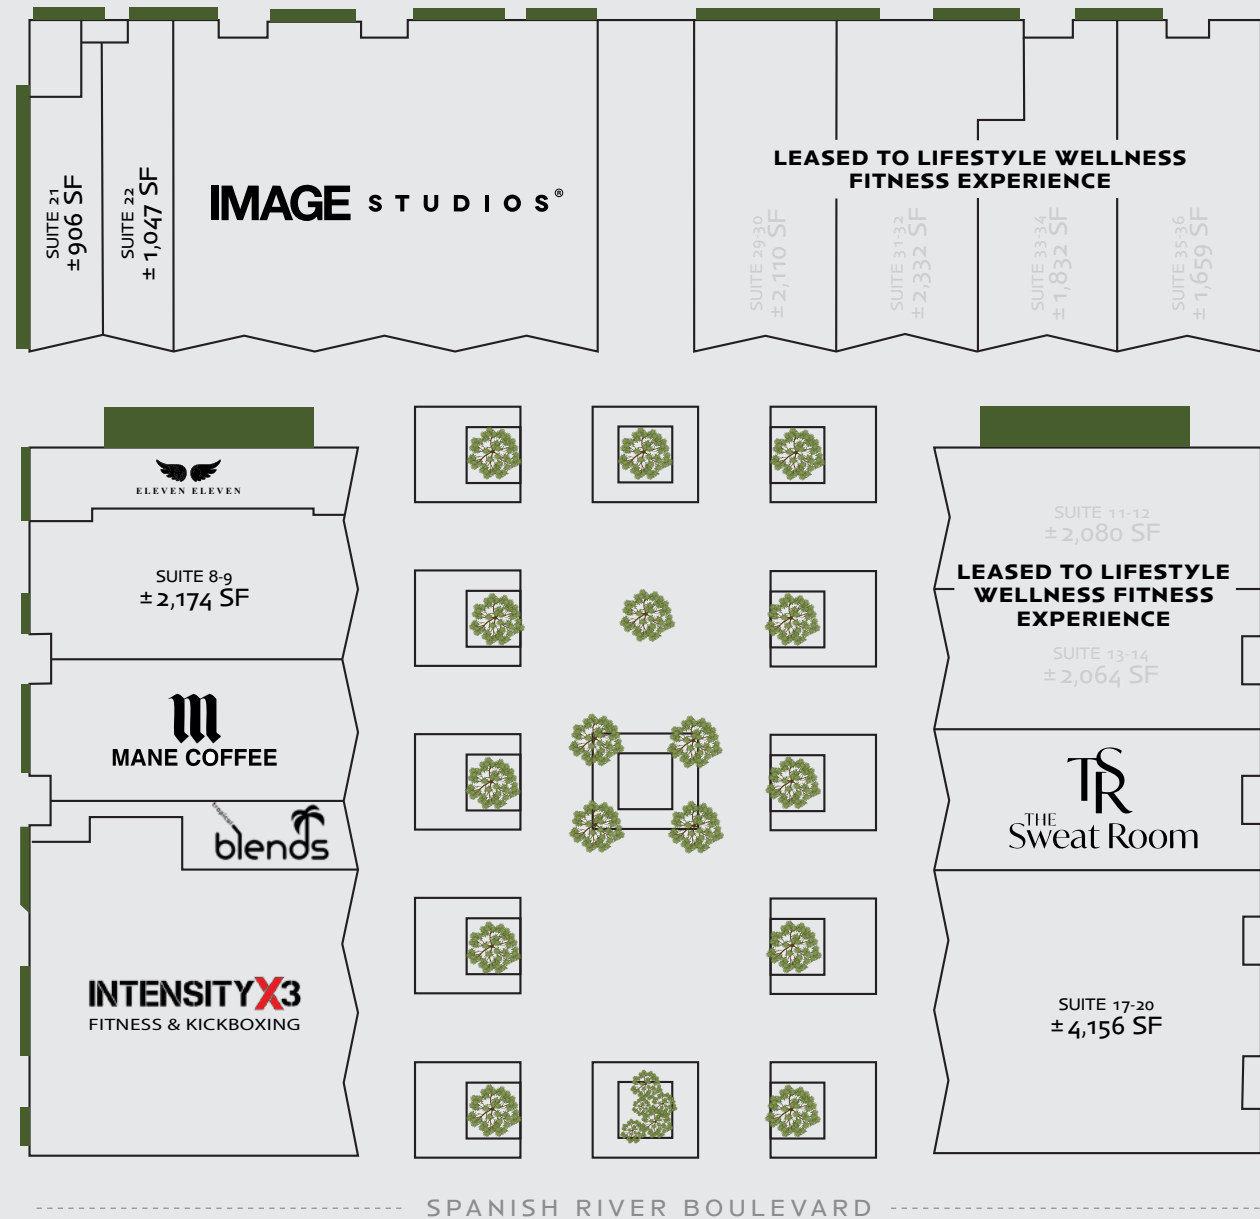 SUITE 21
±906 SF
SUITE 22
±1,047 SF
IMAGE STUDIOS®
LEASED TO LIFESTYLE WELLNESS
FITNESS EXPERIENCE
SUITE 29-30
±2,110 SF
SUITE 31-32
±2,332 SF
SUITE 33-34
±1,832 SF
SUITE 35-36
±1,659 SF
ELEVEN ELEVEN
SUITE 8-9
±2,174 SF
M
MANE COFFEE
tropical
blends
INTENSITYX3
FITNESS & KICKBOXING
SUITE 11-12
±2,080 SF
LEASED TO LIFESTYLE
WELLNESS FITNESS
EXPERIENCE
SUITE 13-14
±2,064 SF
TSR
THE
Sweat Room
SUITE 17-20
±4,156 SF
SPANISH RIVER BOULEVARD